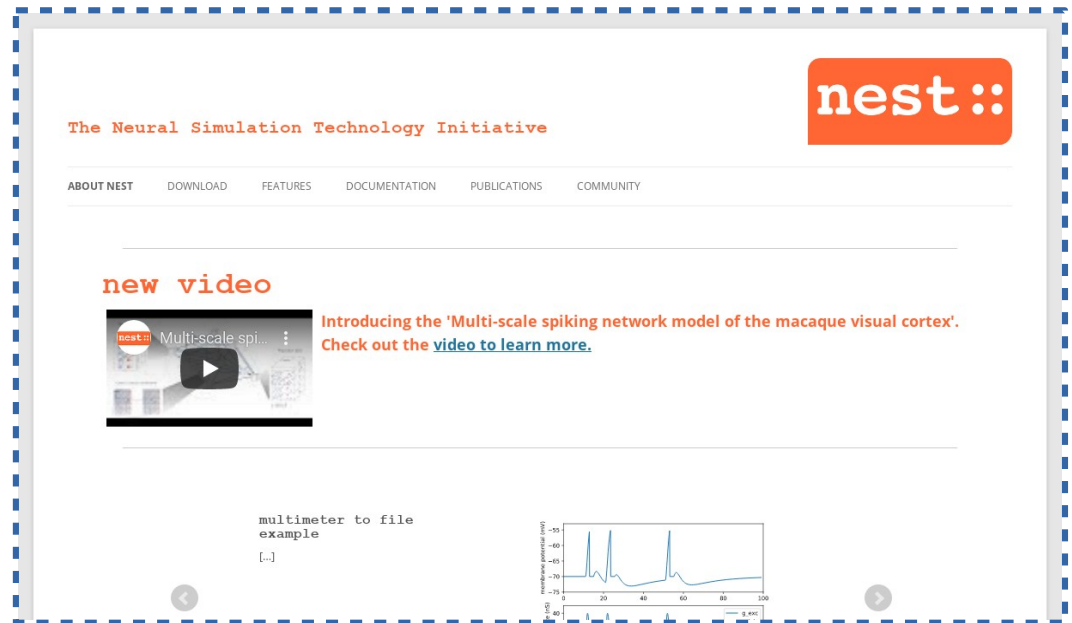 nest::
The Neural Simulation Technology Initiative
ABOUT NEST DOWNLOAD FEATURES DOCUMENTATION PUBLICATIONS COMMUNITY
new video
nest:: Multi-scale spi...
Introducing the 'Multi-scale spiking network model of the macaque visual cortex'.
Check out the video to learn more.
multimeter to file
example
[...]
membrane potential (mV)
−55
−60
−65
−70
−75
0 20 40 60 80 100
40
g_exc